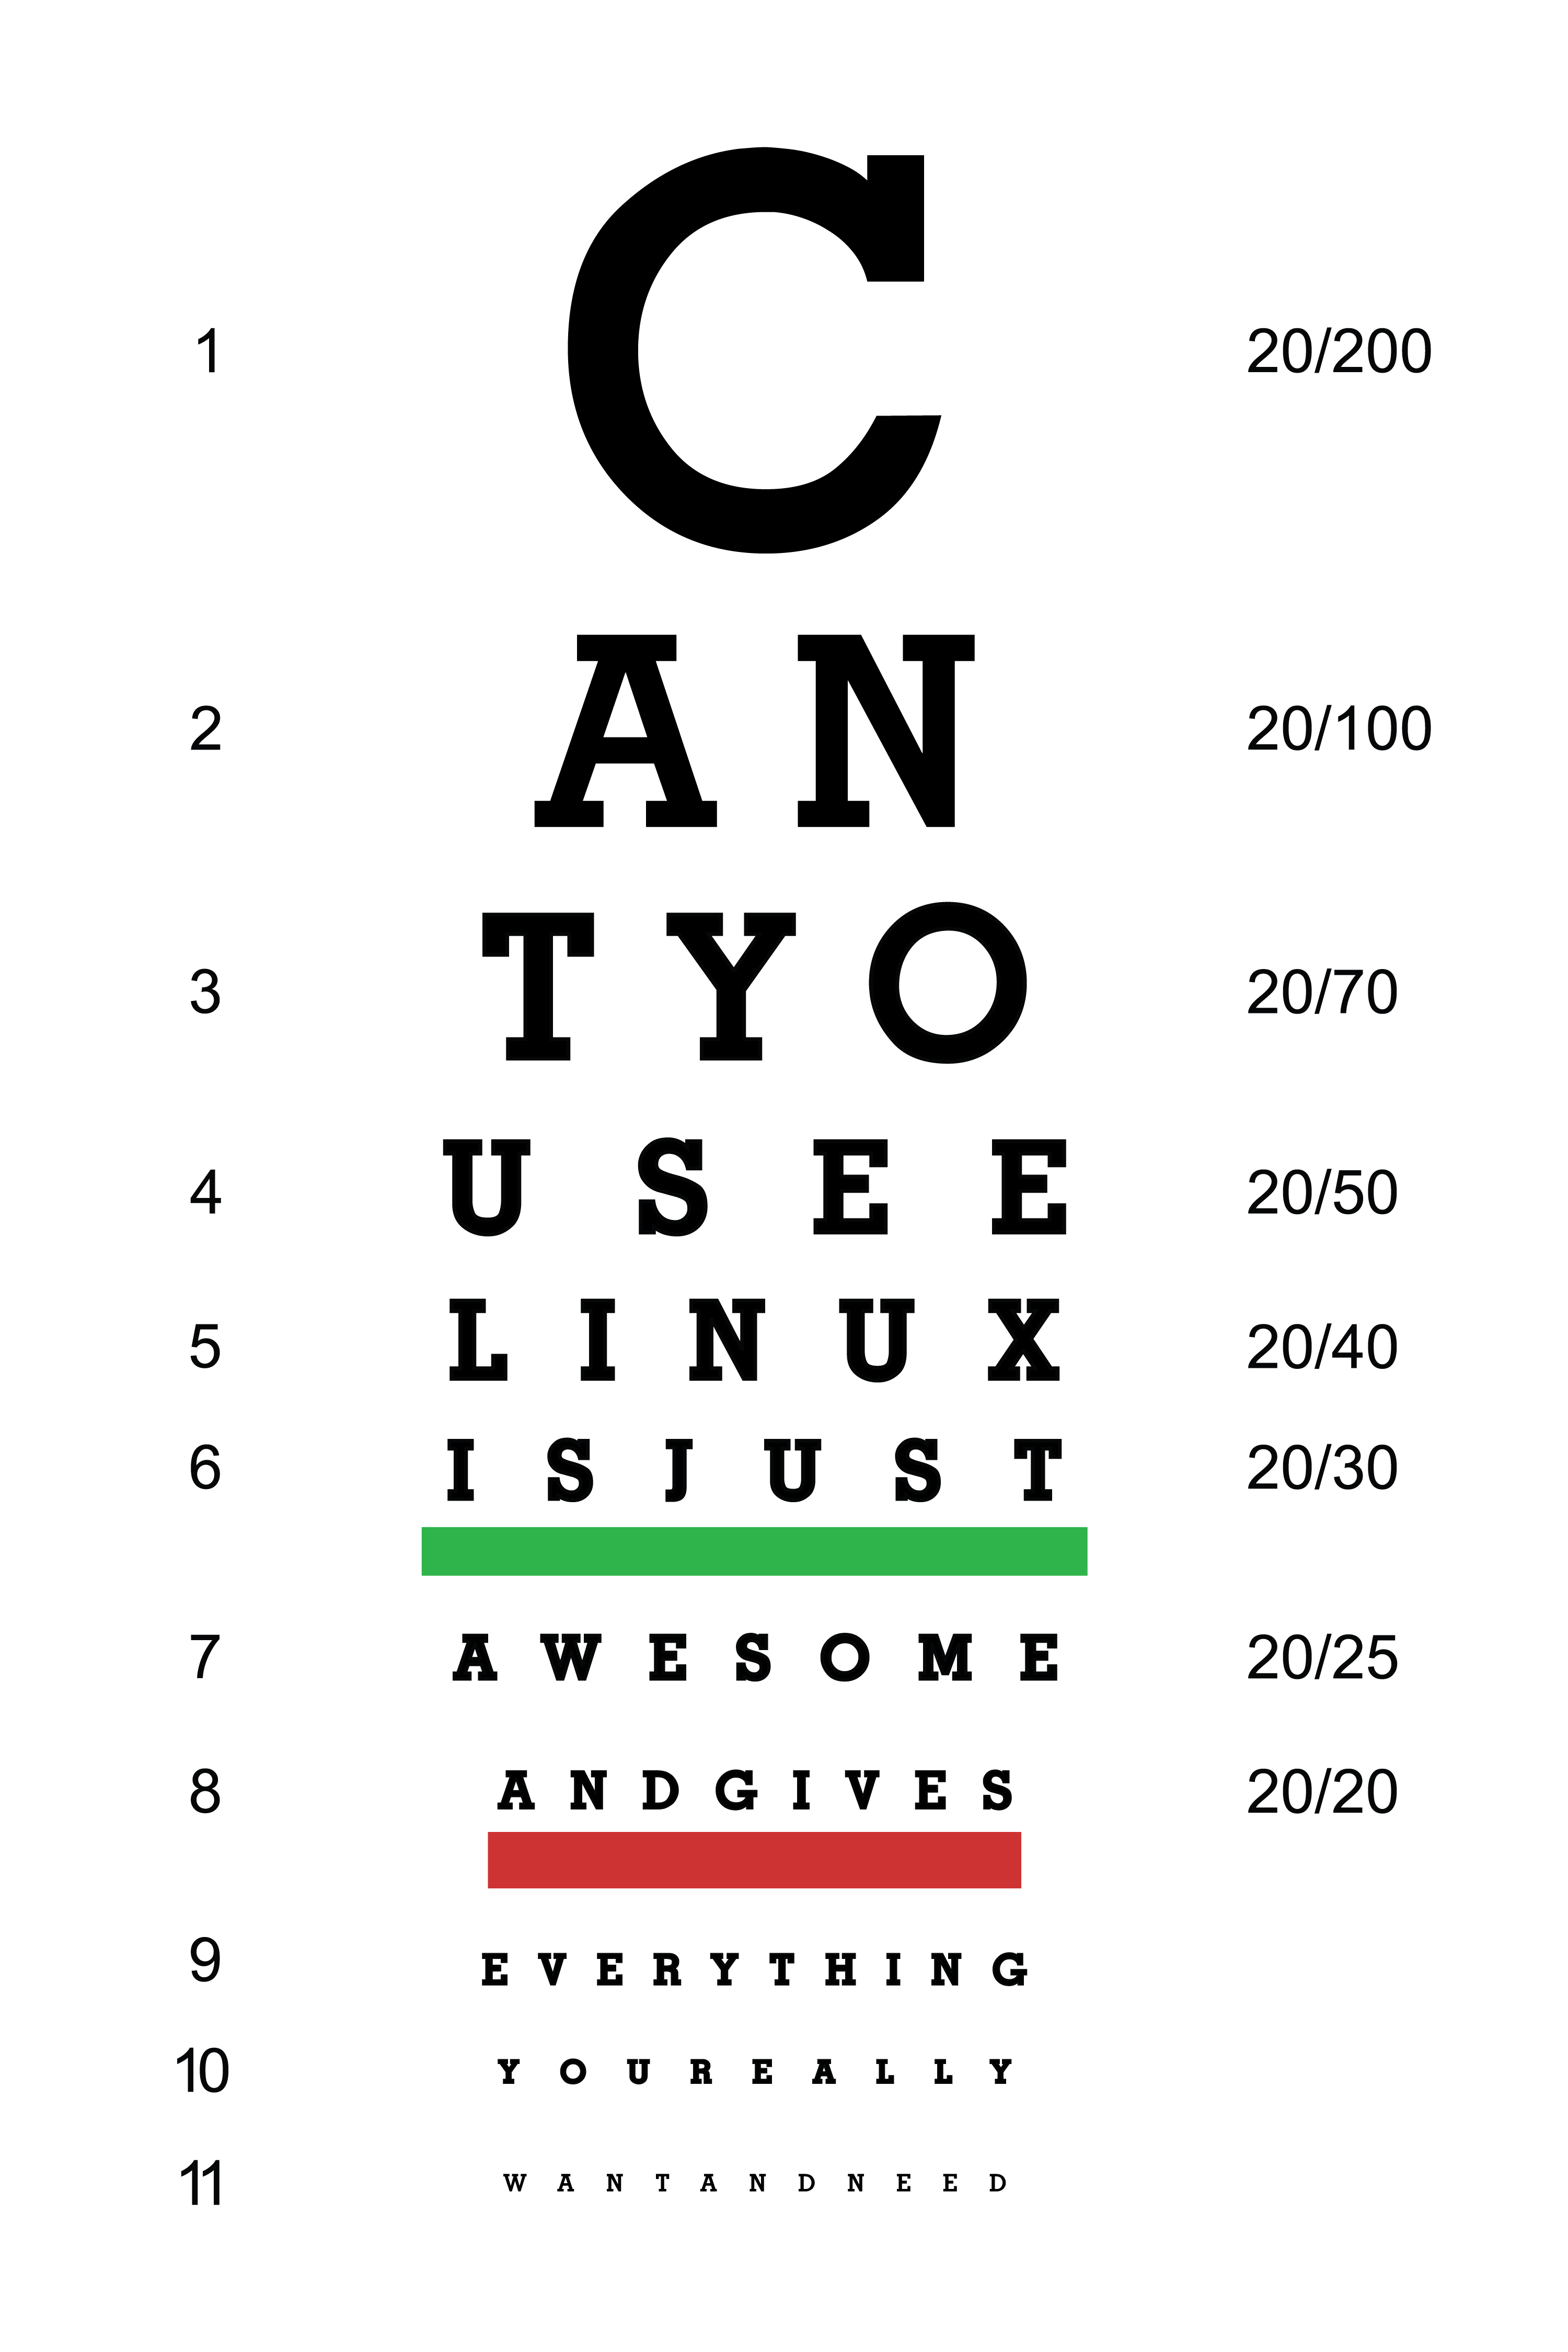 1 C 20/200
2 A N 20/100
3 T Y O 20/70
4 U S E E 20/50
5 L I N U X 20/40
6 I S J U S T 20/30
7 A W E S O M E 20/25
8 A N D G I V E S 20/20
9 E V E R Y T H I N G
10 Y O U R E A L L Y
11 W A N T A N D N E E D